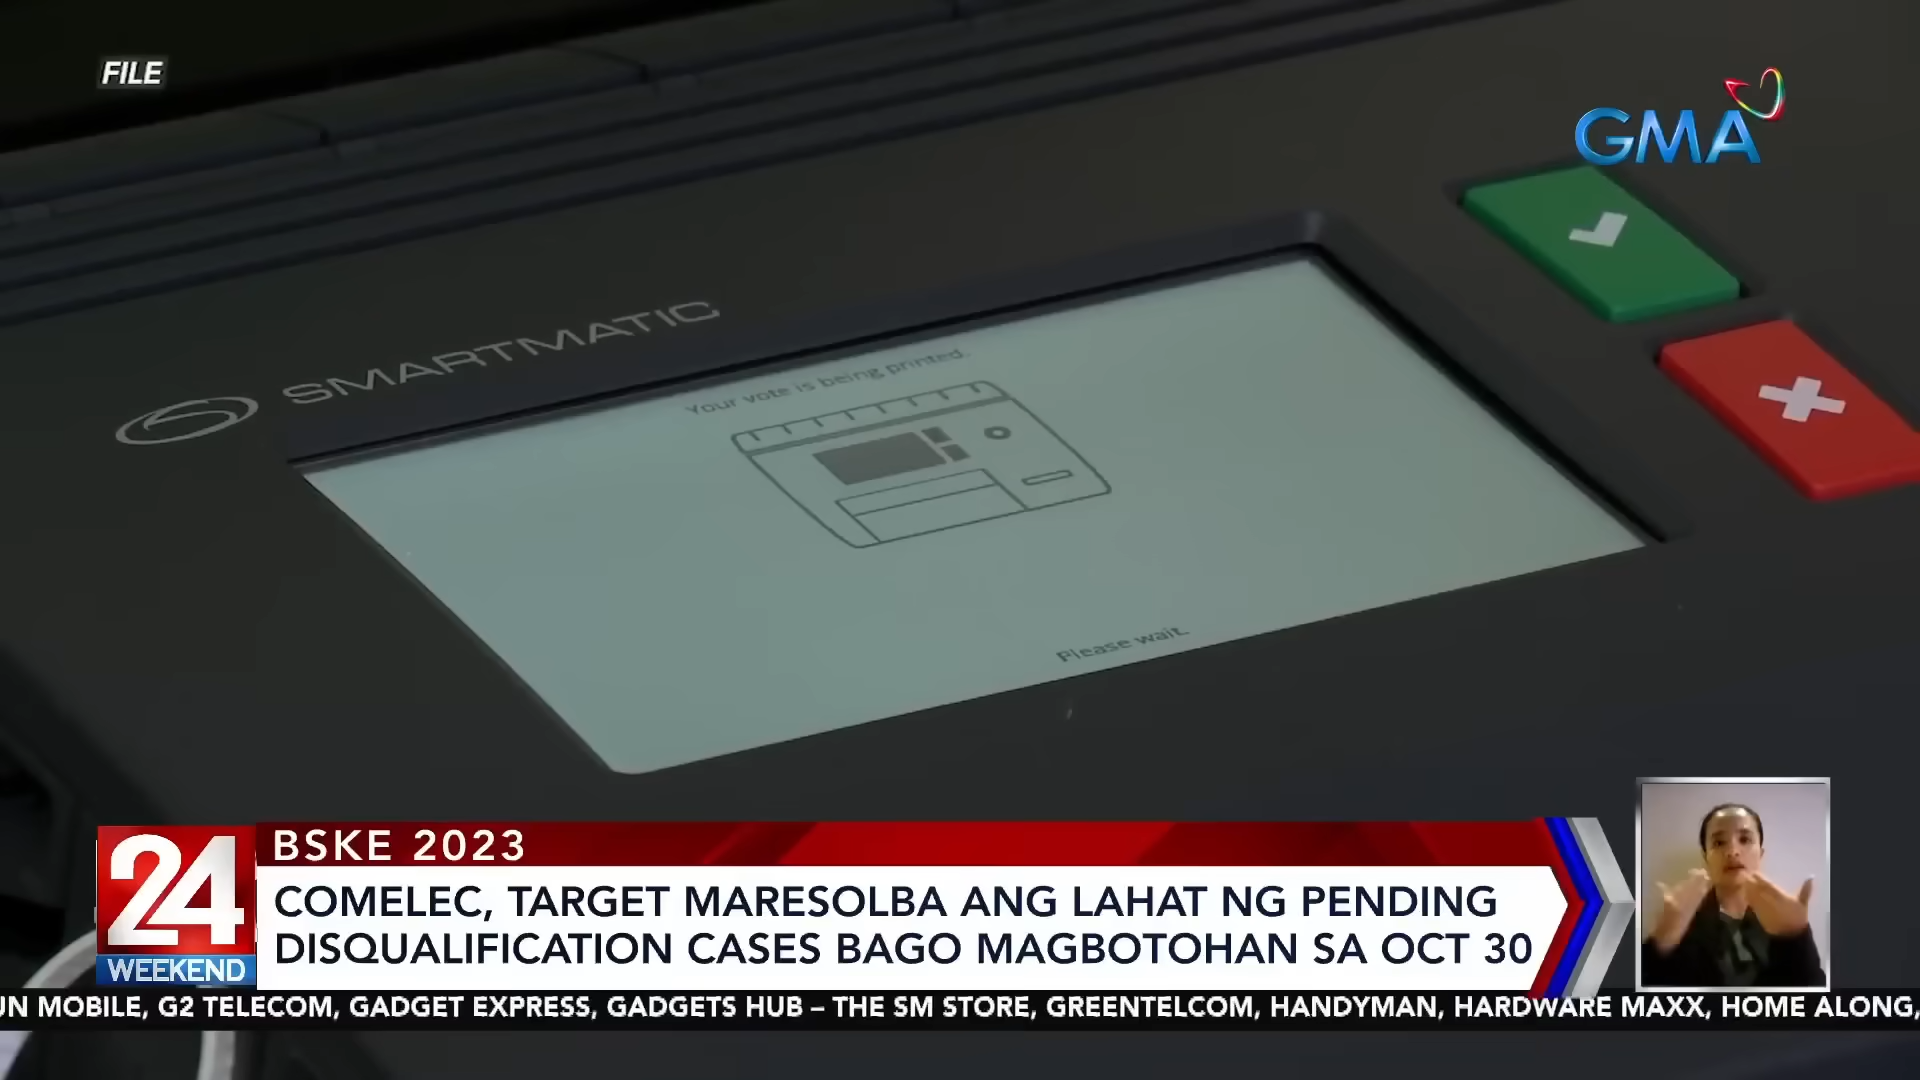 FILE
GMA
SMARTMATIC
Your vote is being printed.
Please wait.
24
WEEKEND
BSKE 2023
COMELEC, TARGET MARESOLBA ANG LAHAT NG PENDING
DISQUALIFICATION CASES BAGO MAGBOTOHAN SA OCT 30
UN MOBILE, G2 TELECOM, GADGET EXPRESS, GADGETS HUB – THE SM STORE, GREENTELCOM, HANDYMAN, HARDWARE MAXX, HOME ALONG,